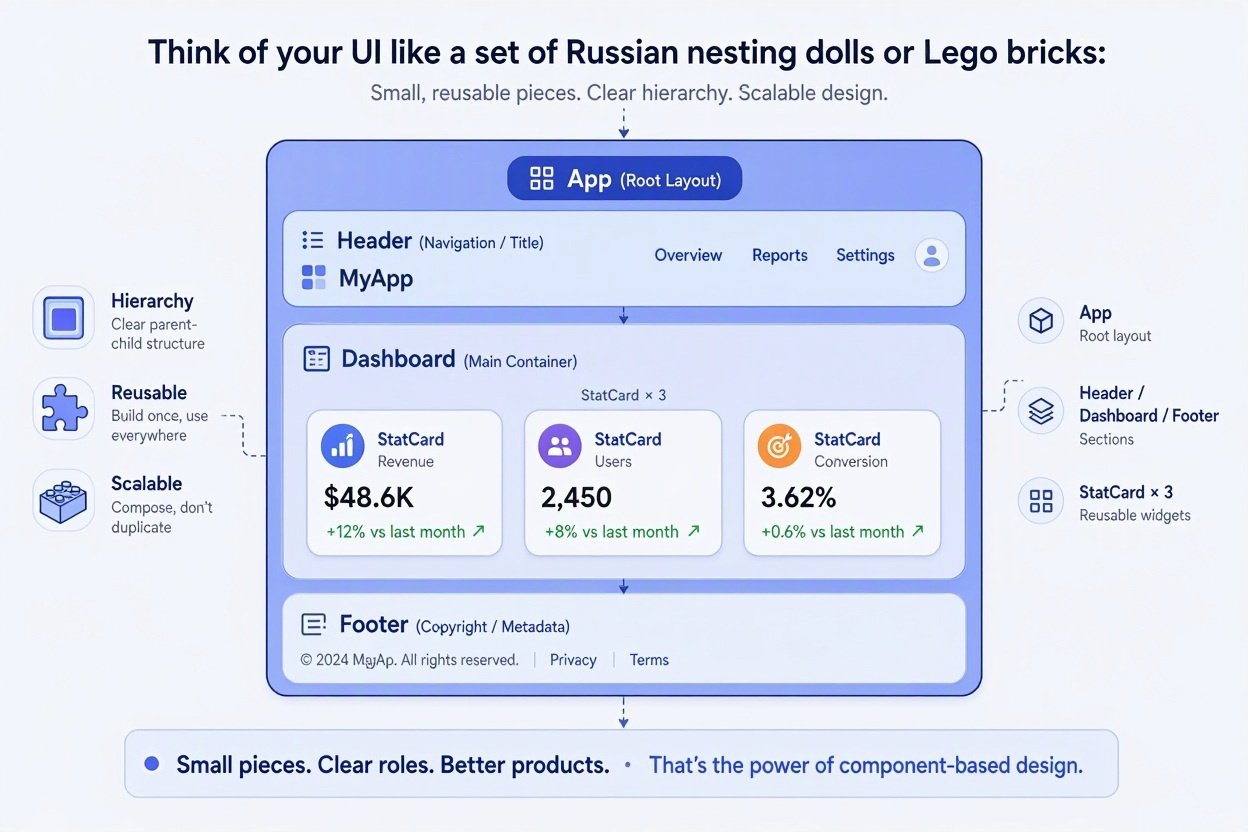 Think of your UI like a set of Russian nesting dolls or Lego bricks:
Small, reusable pieces. Clear hierarchy. Scalable design.
App (Root Layout)
Header (Navigation / Title)
MyApp
Overview
Reports
Settings
Hierarchy
Clear parent-
child structure
Reusable
Build once, use
everywhere
Scalable
Compose, don't
duplicate
Dashboard (Main Container)
StatCard × 3
StatCard
Revenue
$48.6K
+12% vs last month ↗
StatCard
Users
2,450
+8% vs last month ↗
StatCard
Conversion
3.62%
+0.6% vs last month ↗
App
Root layout
Header /
Dashboard / Footer
Sections
StatCard × 3
Reusable widgets
Footer (Copyright / Metadata)
© 2024 All rights reserved. | Privacy | Terms
Small pieces. Clear roles. Better products. • That's the power of component-based design.